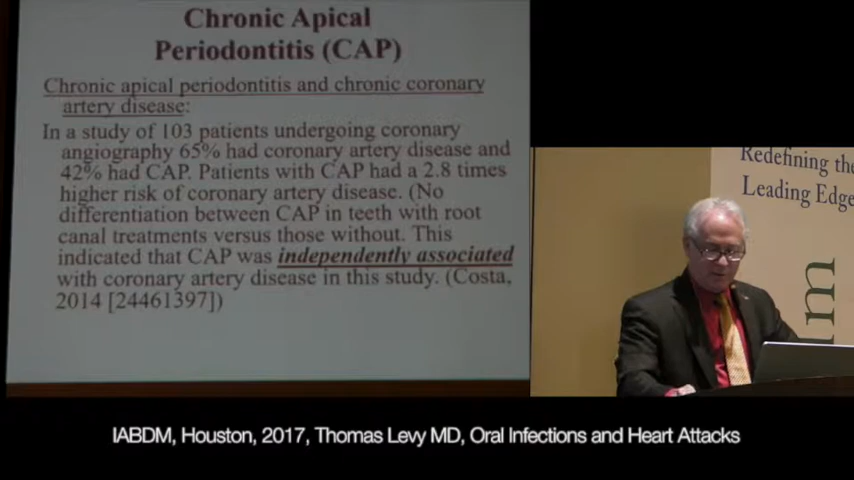 Chronic Apical
Periodontitis (CAP)
Chronic apical periodontitis and chronic coronary
artery disease:
In a study of 103 patients undergoing coronary
angiography 65% had coronary artery disease and
42% had CAP. Patients with CAP had a 2.8 times
higher risk of coronary artery disease. (No
differentiation between CAP in teeth with root
canal treatments versus those without. This
indicated that CAP was independently associated
with coronary artery disease in this study. (Costa,
2014 [24461397])
Redefining the
Leading Edge
m
IABDM, Houston, 2017, Thomas Levy MD, Oral Infections and Heart Attacks